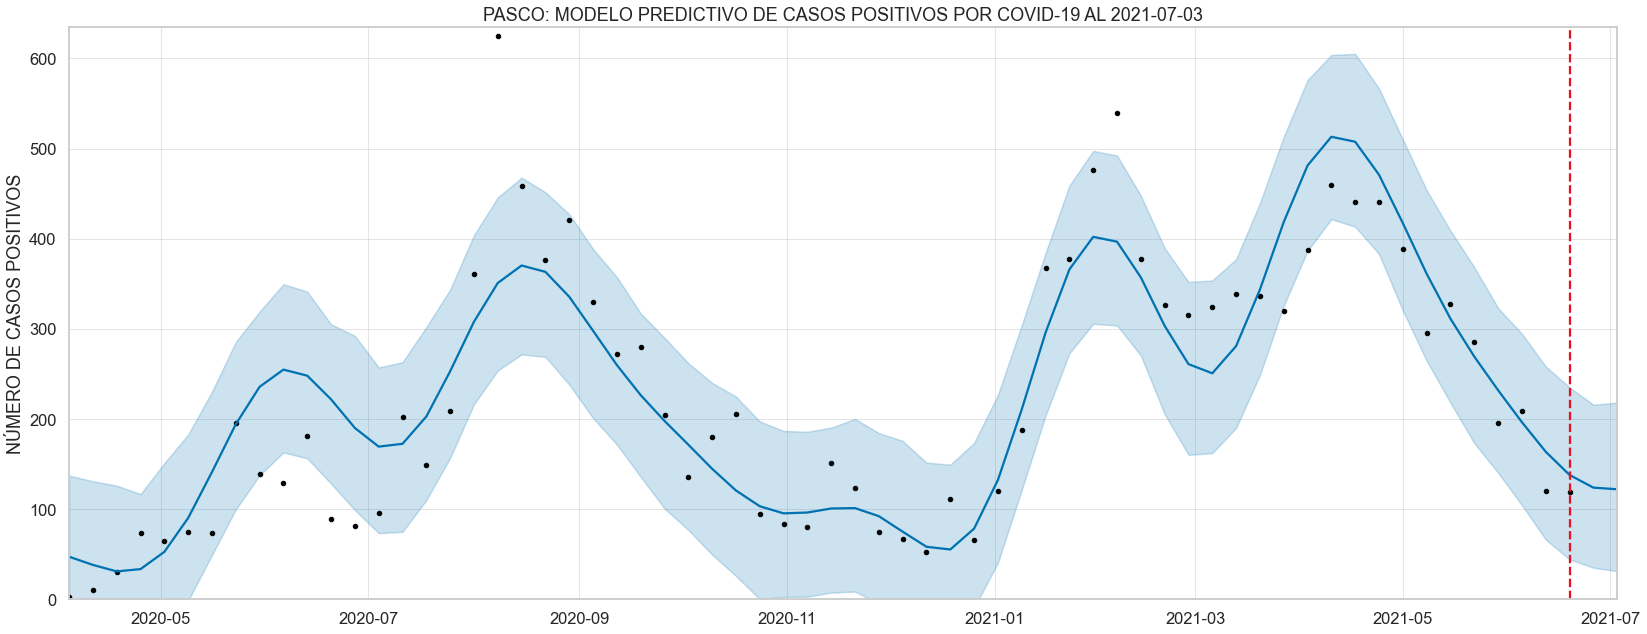 PASCO: MODELO PREDICTIVO DE CASOS POSITIVOS POR COVID-19 AL 2021-07-03
NÚMERO DE CASOS POSITIVOS
600
500
400
300
200
100
0
2020-05 2020-07 2020-09 2020-11 2021-01 2021-03 2021-05 2021-07